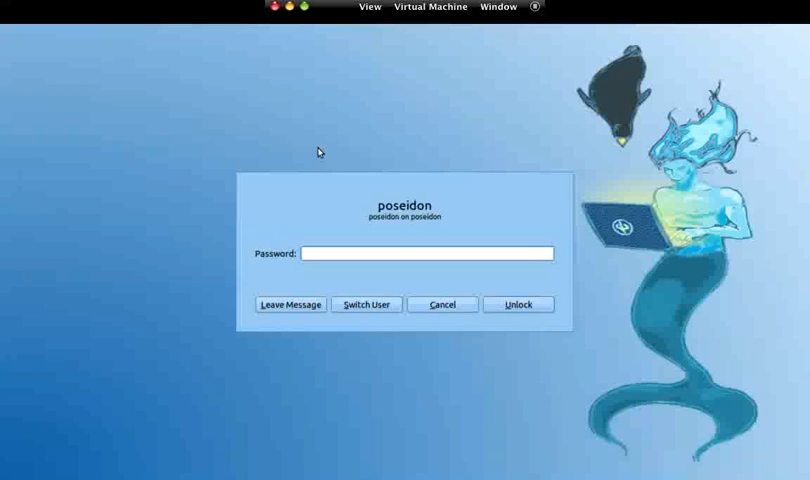 View Virtual Machine Window
poseidon
poseidon on poseidon
Password:
Leave Message Switch User Cancel Unlock